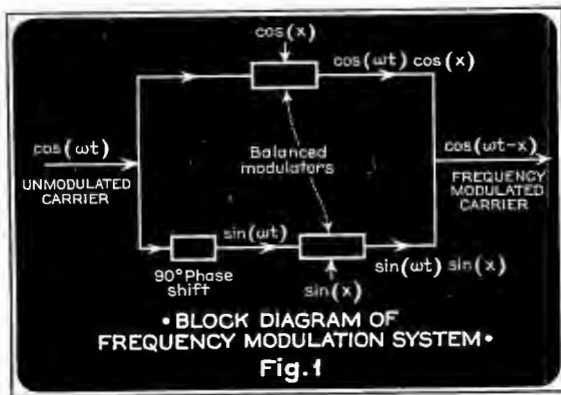 cos(x)
cos(ωt) cos(x)
cos(ωt)
UNMODULATED
CARRIER
Balanced
modulators
cos(ωt-x)
FREQUENCY
MODULATED
CARRIER
sin(ωt)
90° Phase
shift
sin(x)
sin(ωt) sin(x)
• BLOCK DIAGRAM OF
FREQUENCY MODULATION SYSTEM •
Fig.1